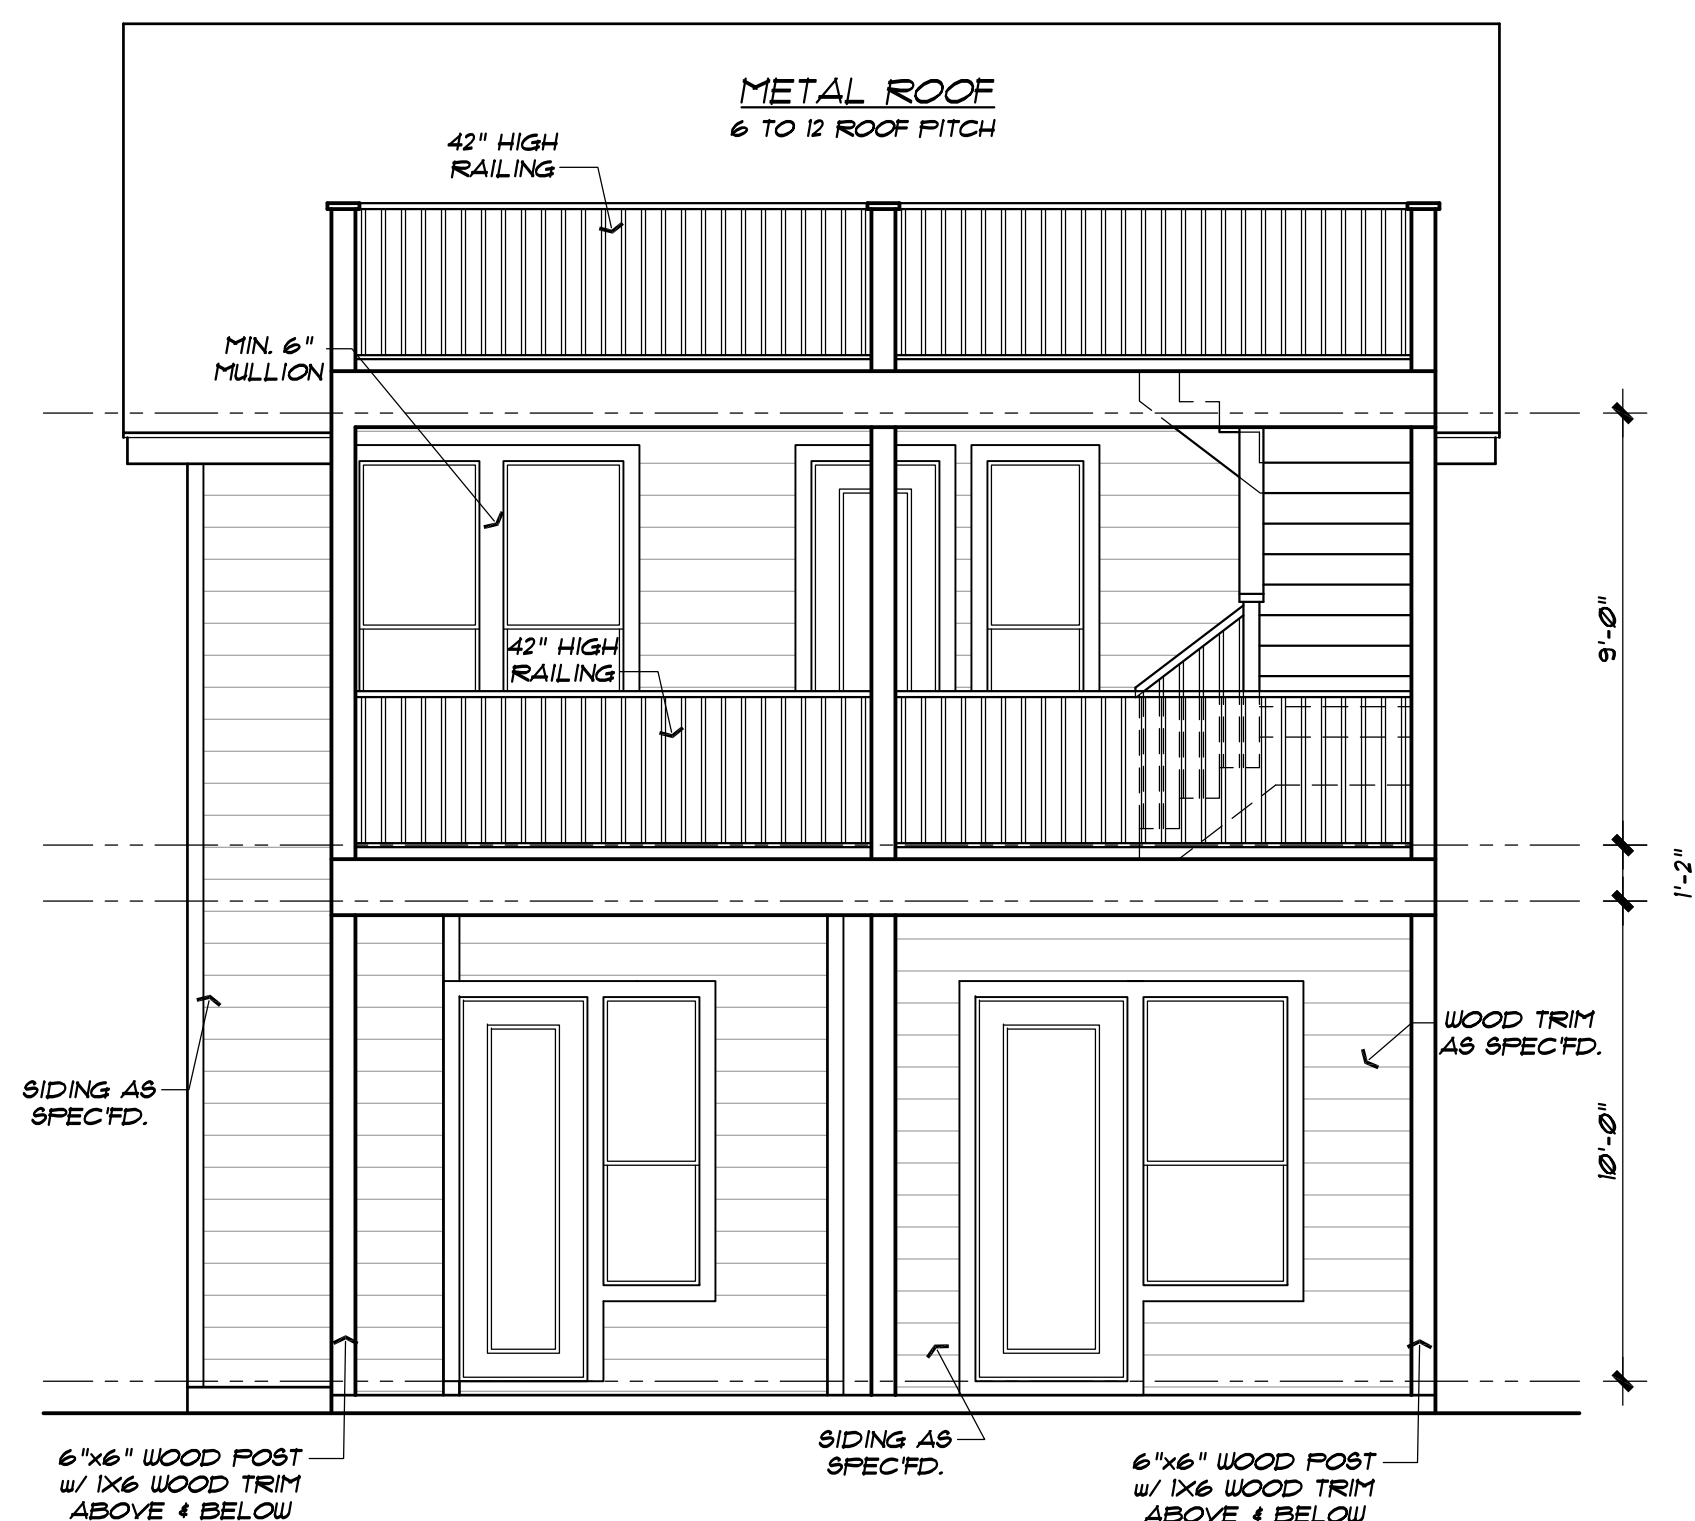 METAL ROOF
6 TO 12 ROOF PITCH
42" HIGH
RAILING
MIN. 6"
MULLION
9'-0"
42" HIGH
RAILING
1'-2"
WOOD TRIM
AS SPEC'FD.
SIDING AS
SPEC'FD.
10'-0"
SIDING AS
SPEC'FD.
6"x6" WOOD POST
w/ 1X6 WOOD TRIM
ABOVE & BELOW
6"x6" WOOD POST
w/ 1X6 WOOD TRIM
ABOVE & BELOW